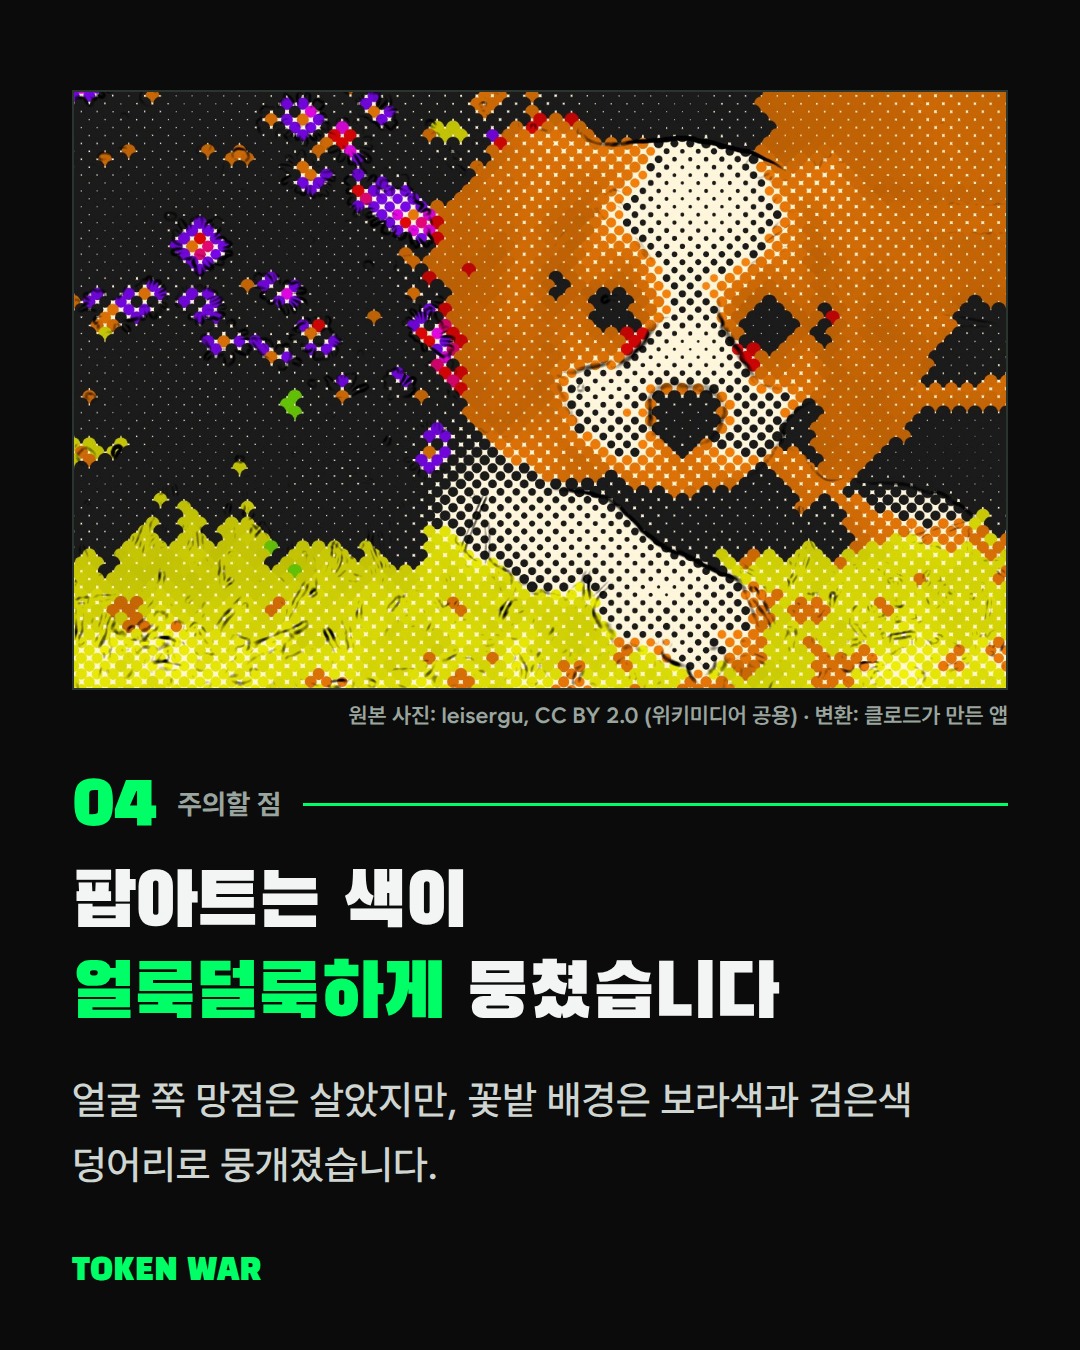 원본 사진: leisergu, CC BY 2.0 (위키미디어 공용) · 변환: 클로드가 만든 앱
04 주의할 점
팝아트는 색이
얼룩덜룩하게 뭉쳤습니다
얼굴 쪽 망점은 살았지만, 꽃밭 배경은 보라색과 검은색
덩어리로 뭉개졌습니다.
TOKEN WAR